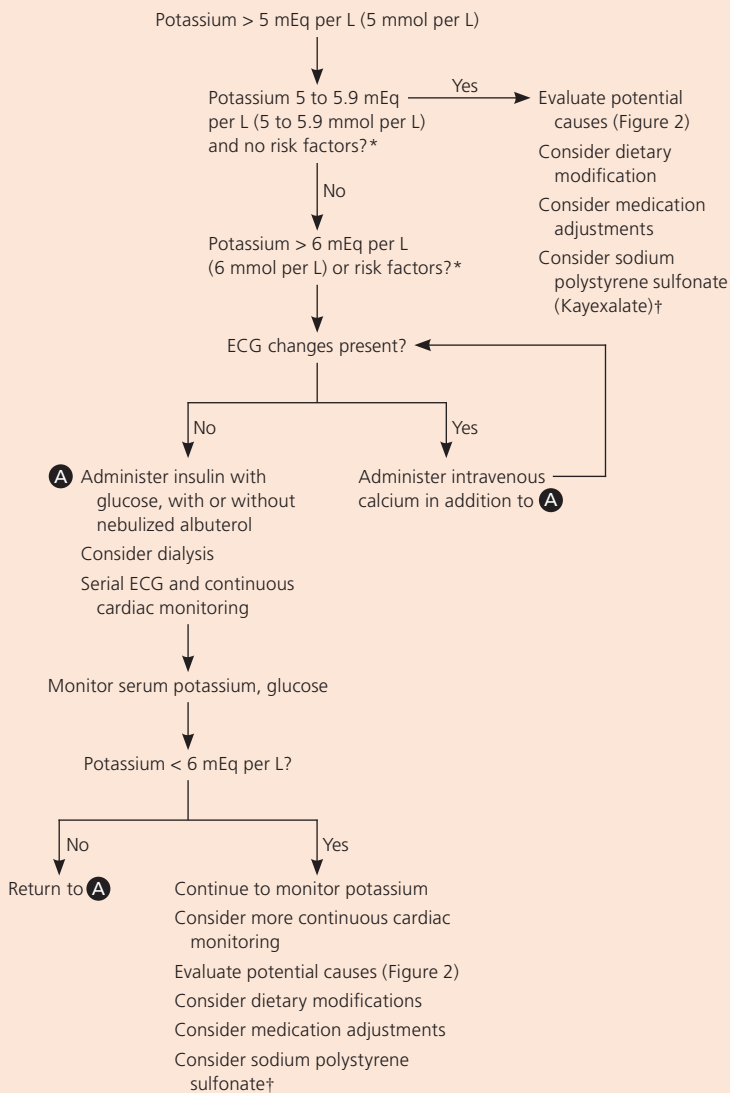 Potassium > 5 mEq per L (5 mmol per L)
Potassium 5 to 5.9 mEq
per L (5 to 5.9 mmol per L)
and no risk factors?*
Yes
Evaluate potential
causes (Figure 2)
Consider dietary
modification
Consider medication
adjustments
Consider sodium
polystyrene sulfonate
(Kayexalate)†
No
Potassium > 6 mEq per L
(6 mmol per L) or risk factors?*
ECG changes present?
No
Yes
A Administer insulin with
glucose, with or without
nebulized albuterol
Consider dialysis
Serial ECG and continuous
cardiac monitoring
Administer intravenous
calcium in addition to A
Monitor serum potassium, glucose
Potassium < 6 mEq per L?
No
Yes
Return to A
Continue to monitor potassium
Consider more continuous cardiac
monitoring
Evaluate potential causes (Figure 2)
Consider dietary modifications
Consider medication adjustments
Consider sodium polystyrene
sulfonate†